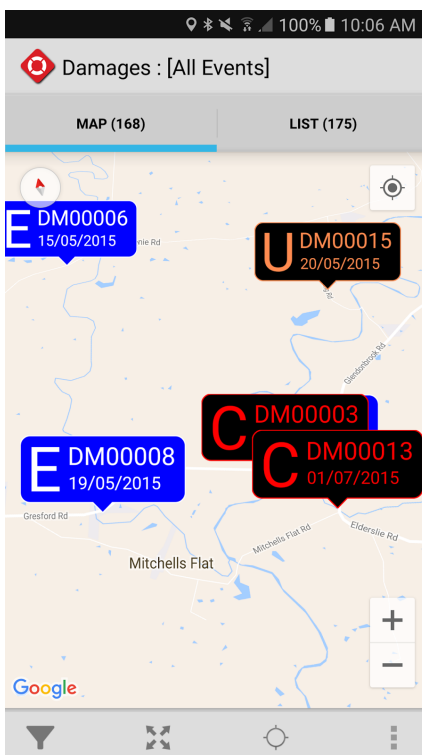 100% 10:06 AM
Damages : [All Events]
MAP (168)
LIST (175)
E DM00006
15/05/2015
nie Rd
U DM00015
20/05/2015
Glendonbrook Rd
C DM00003
C DM00013
01/07/2015
E DM00008
19/05/2015
Gresford Rd
Mitchells Flat Rd
Elderslie Rd
Mitchells Flat
+
−
Google